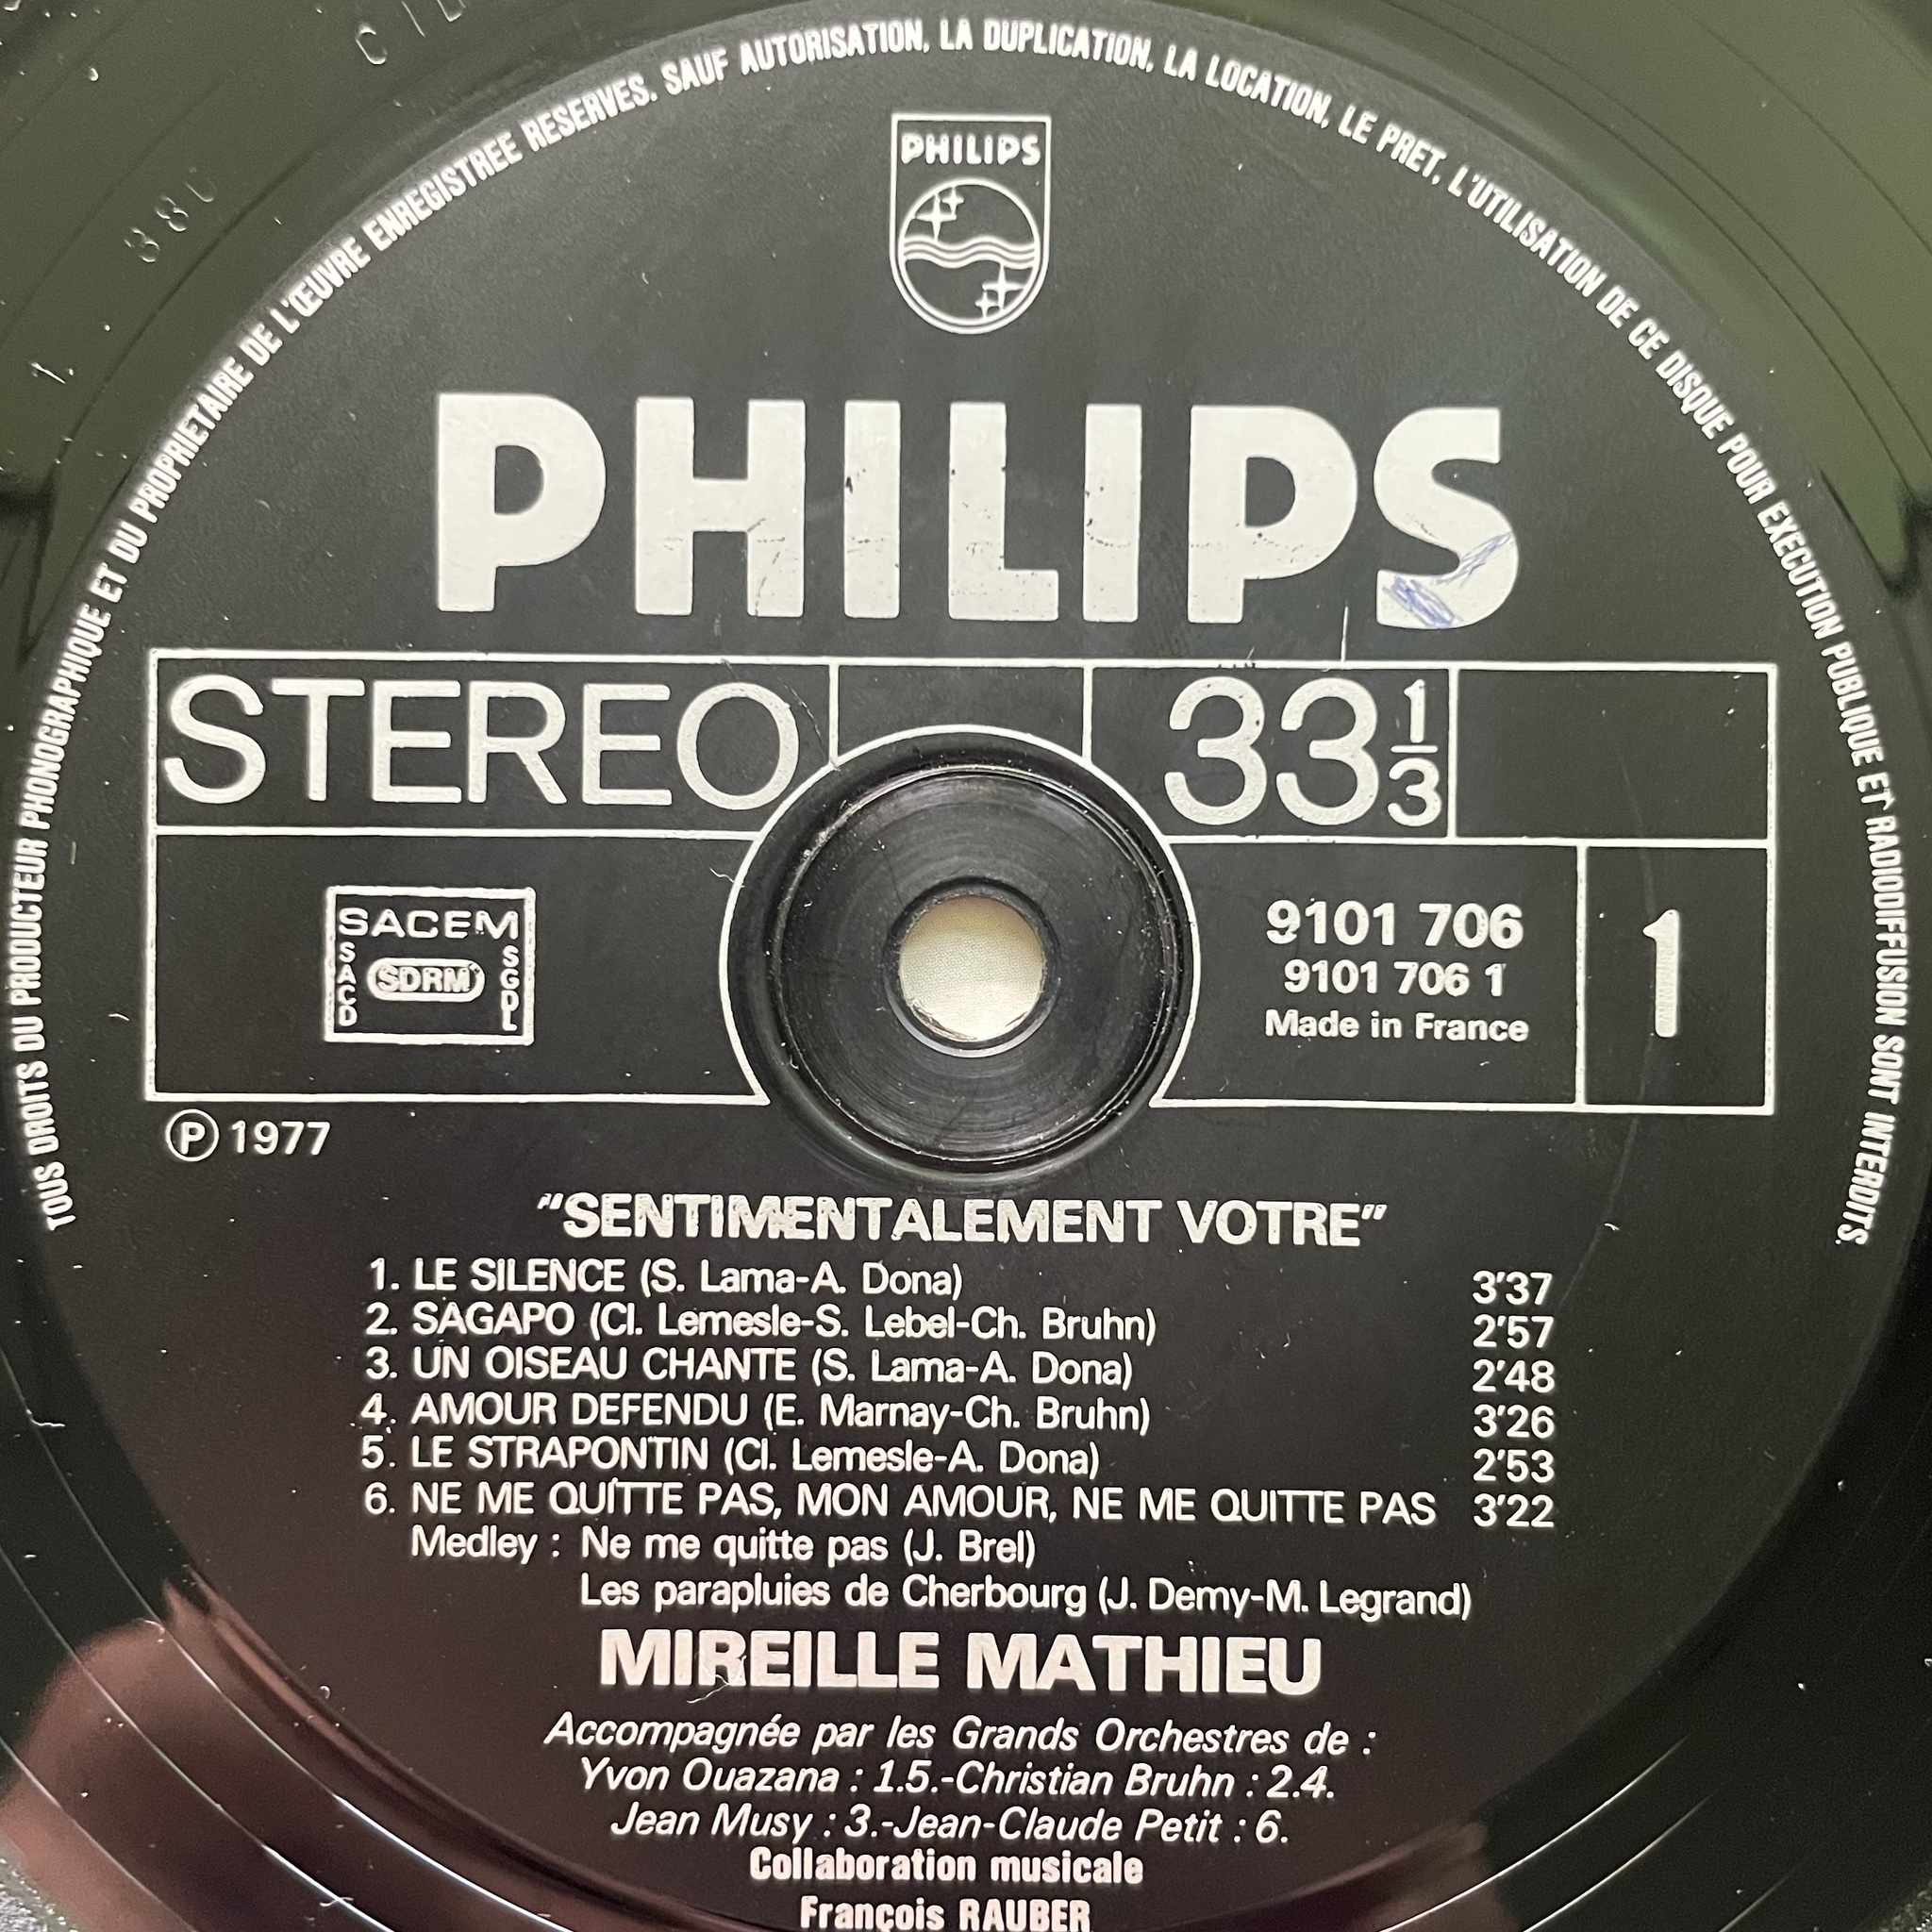 TOUS DROITS DU PRODUCTEUR PHONOGRAPHIQUE ET DU PROPRIETAIRE DE L'ŒUVRE ENREGISTREE RESERVES. SAUF AUTORISATION, LA DUPLICATION, LA LOCATION, LE PRET, L'UTILISATION DE CE DISQUE POUR EXECUTION PUBLIQUE ET RADIODIFFUSION SONT INTERDITS.
PHILIPS
PHILIPS
STEREO
33 1/3
SACEM
SACD
SDRM
SGDL
9101 706
9101 706 1
Made in France
1
Ⓟ 1977
"SENTIMENTALEMENT VOTRE"
1. LE SILENCE (S. Lama-A. Dona) 3'37
2. SAGAPO (Cl. Lemesle-S. Lebel-Ch. Bruhn) 2'57
3. UN OISEAU CHANTE (S. Lama-A. Dona) 2'48
4. AMOUR DEFENDU (E. Marnay-Ch. Bruhn) 3'26
5. LE STRAPONTIN (Cl. Lemesle-A. Dona) 2'53
6. NE ME QUITTE PAS, MON AMOUR, NE ME QUITTE PAS 3'22
Medley : Ne me quitte pas (J. Brel)
Les parapluies de Cherbourg (J. Demy-M. Legrand)
MIREILLE MATHIEU
Accompagnée par les Grands Orchestres de :
Yvon Ouazana : 1.5.-Christian Bruhn : 2.4.
Jean Musy : 3.-Jean-Claude Petit : 6.
Collaboration musicale
François RAUBER